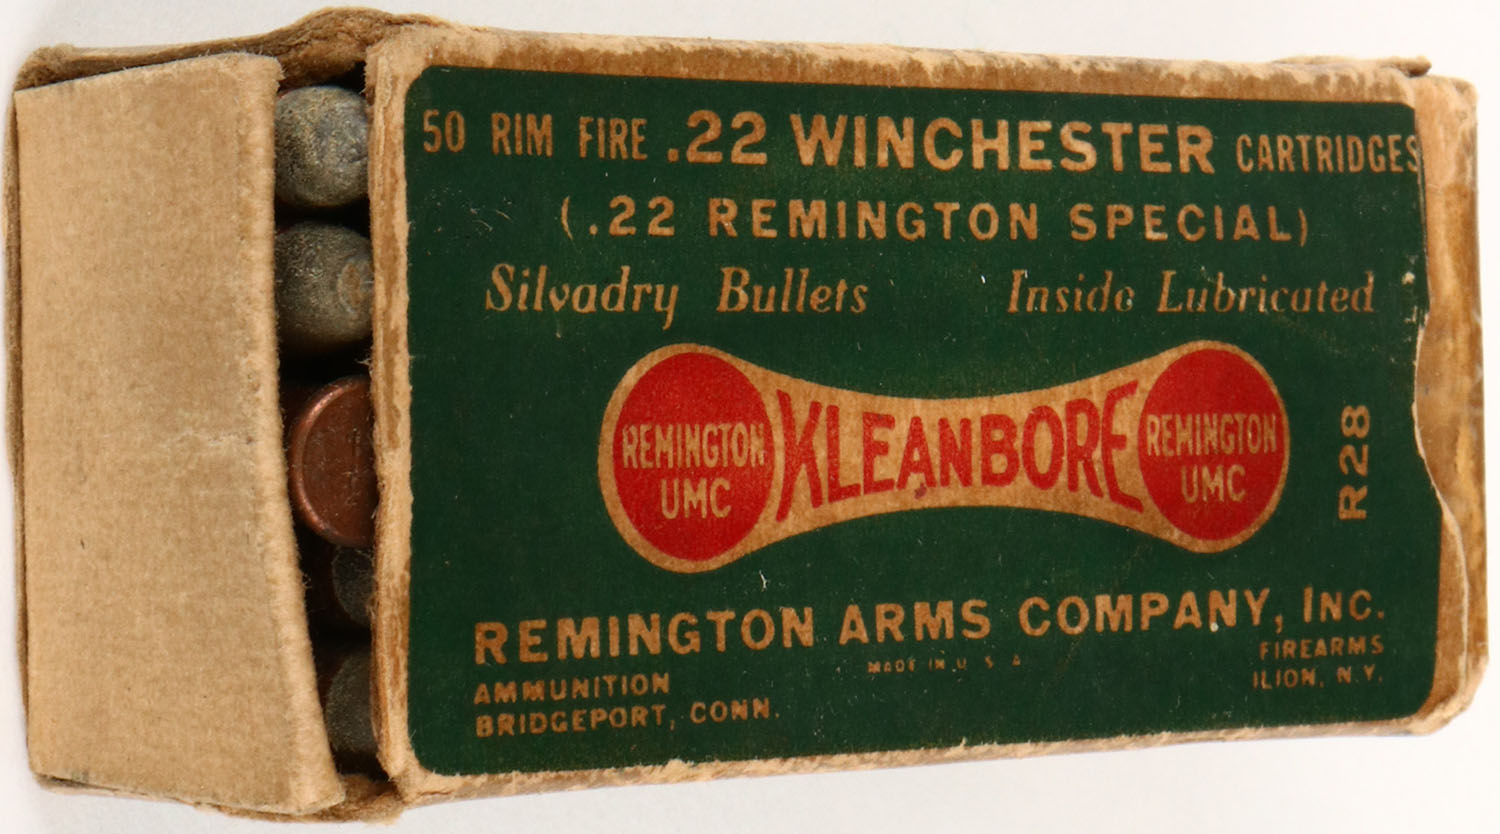 50 RIM FIRE .22 WINCHESTER CARTRIDGES
(.22 REMINGTON SPECIAL)
Silvadry Bullets Inside Lubricated
REMINGTON UMC
KLEANBORE
REMINGTON UMC
R28
REMINGTON ARMS COMPANY, INC.
MADE IN U S A
AMMUNITION
BRIDGEPORT, CONN.
FIREARMS
ILION, N.Y.